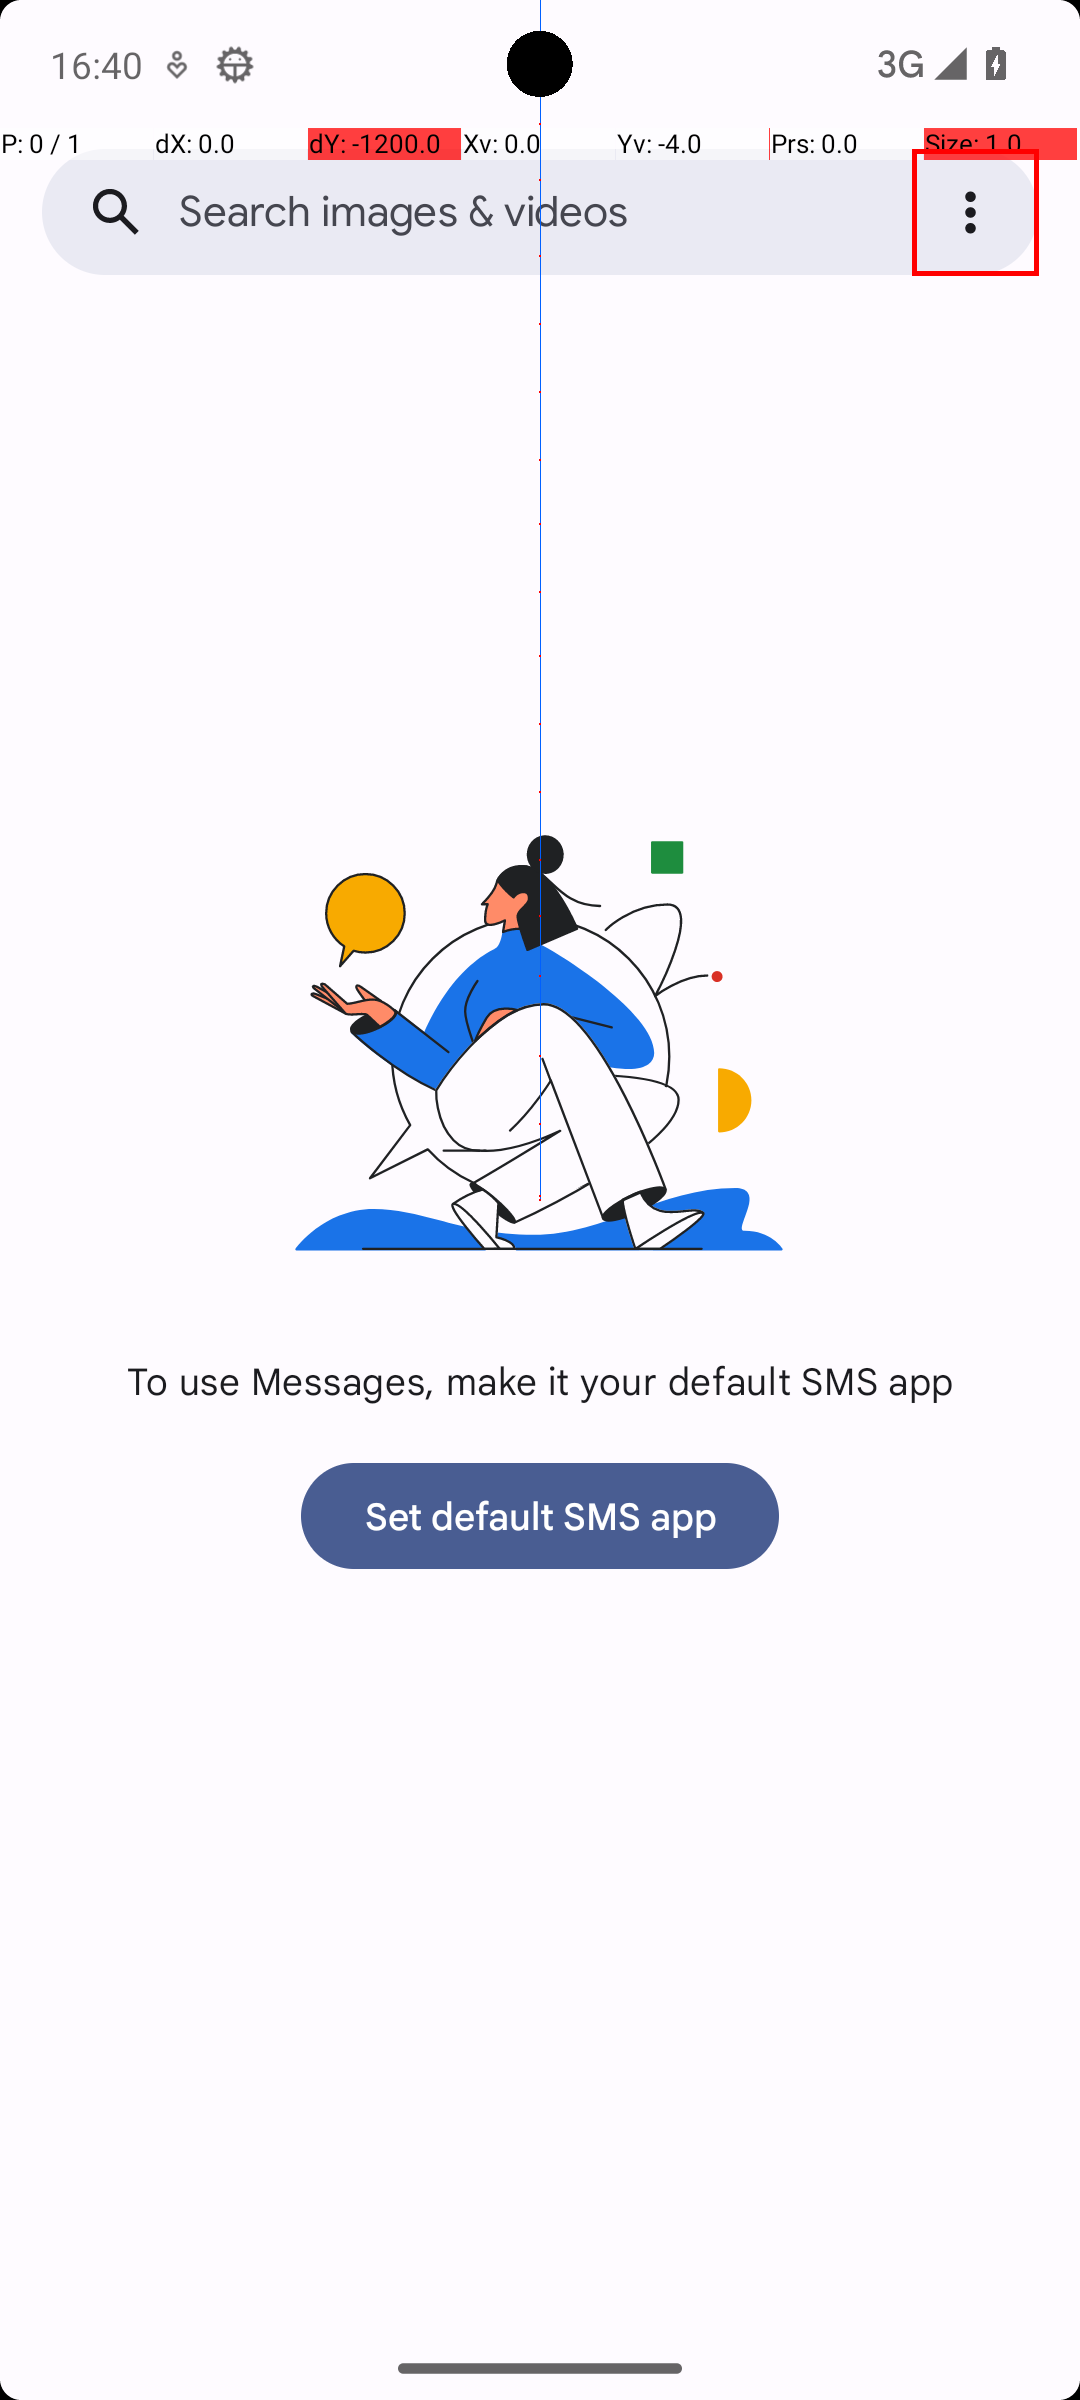 16:40
3G
P: 0 / 1 dX: 0.0 dY: -1200.0 Xv: 0.0 Yv: -4.0 Prs: 0.0 Size: 1.0
Search images & videos
To use Messages, make it your default SMS app
Set default SMS app